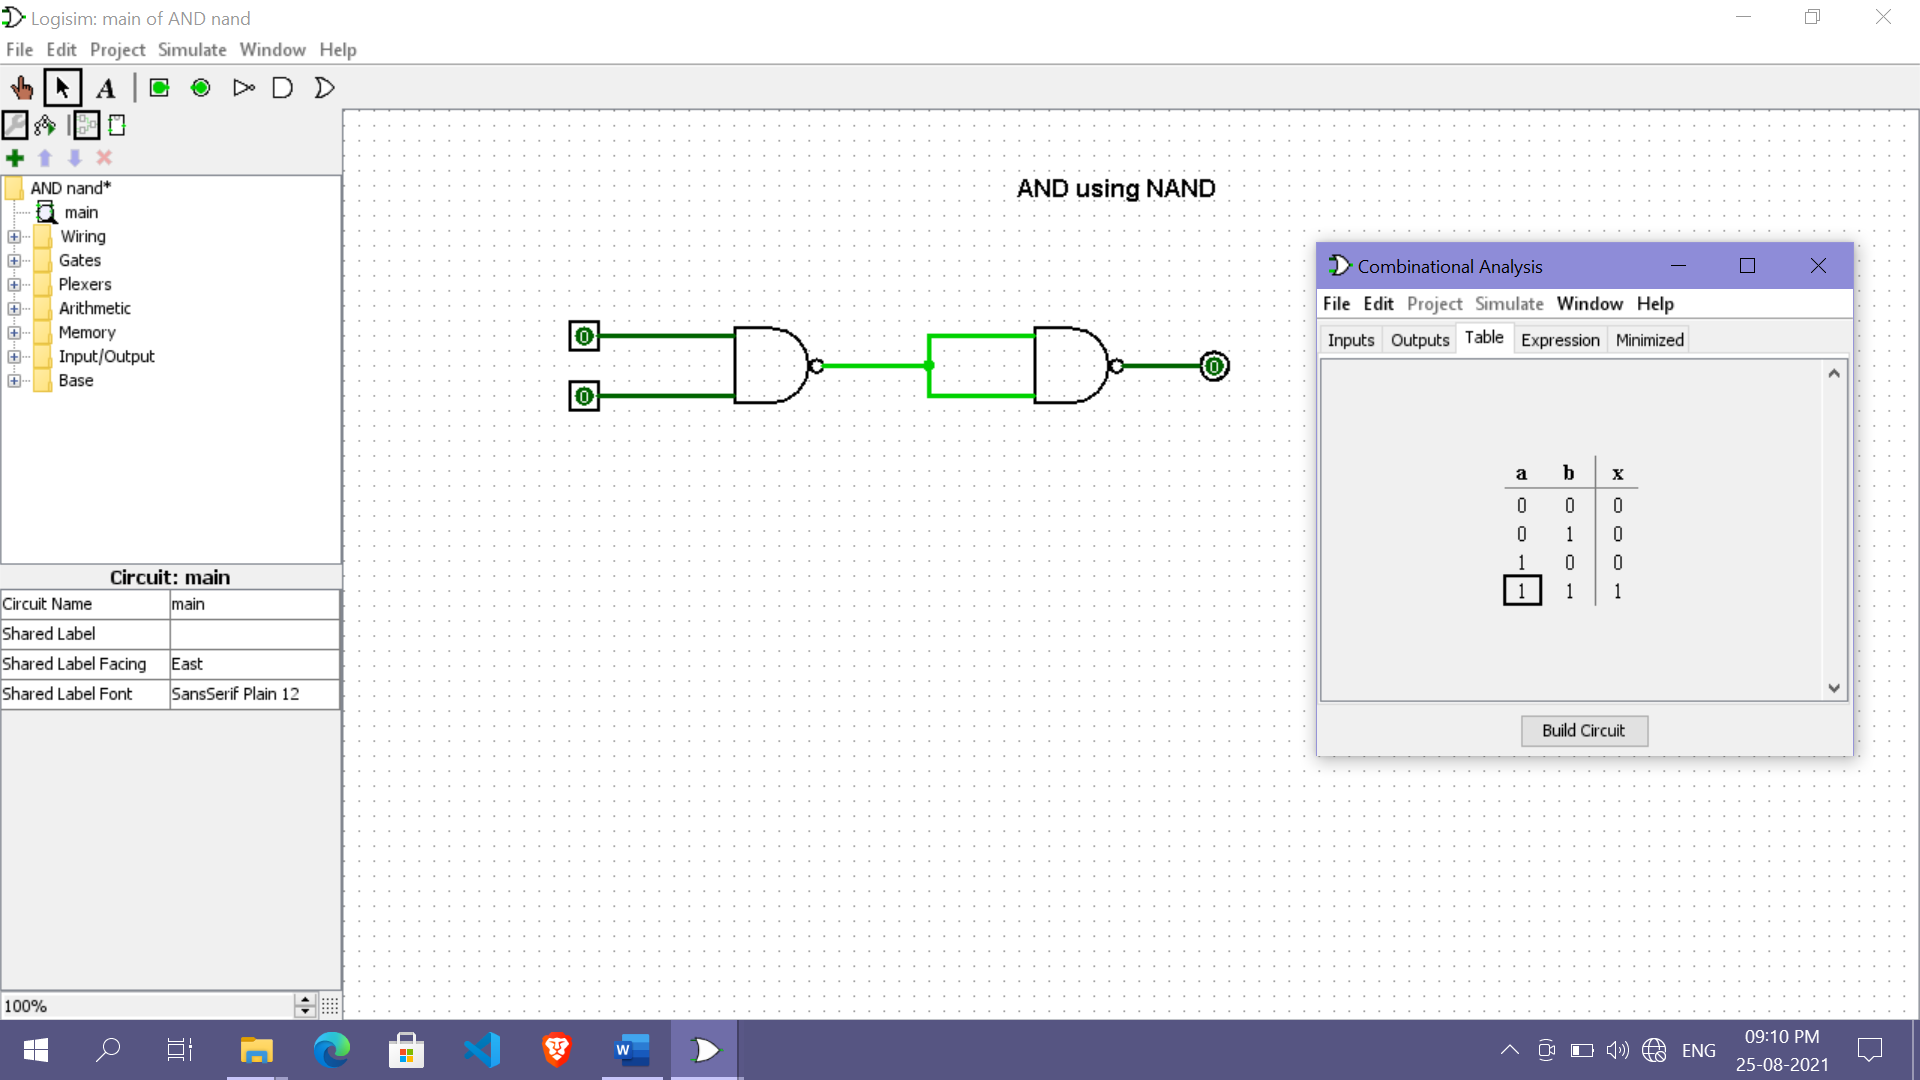 Logisim: main of AND nand
File Edit Project Simulate Window Help
A
AND nand*
main
Wiring
Gates
Plexers
Arithmetic
Memory
Input/Output
Base
Circuit: main
Circuit Name main
Shared Label
Shared Label Facing East
Shared Label Font SansSerif Plain 12
100%
AND using NAND
0
0
0
Combinational Analysis
File Edit Project Simulate Window Help
Inputs Outputs Table Expression Minimized
a b x
0 0 0
0 1 0
1 0 0
1 1 1
Build Circuit
W
ENG
09:10 PM
25-08-2021